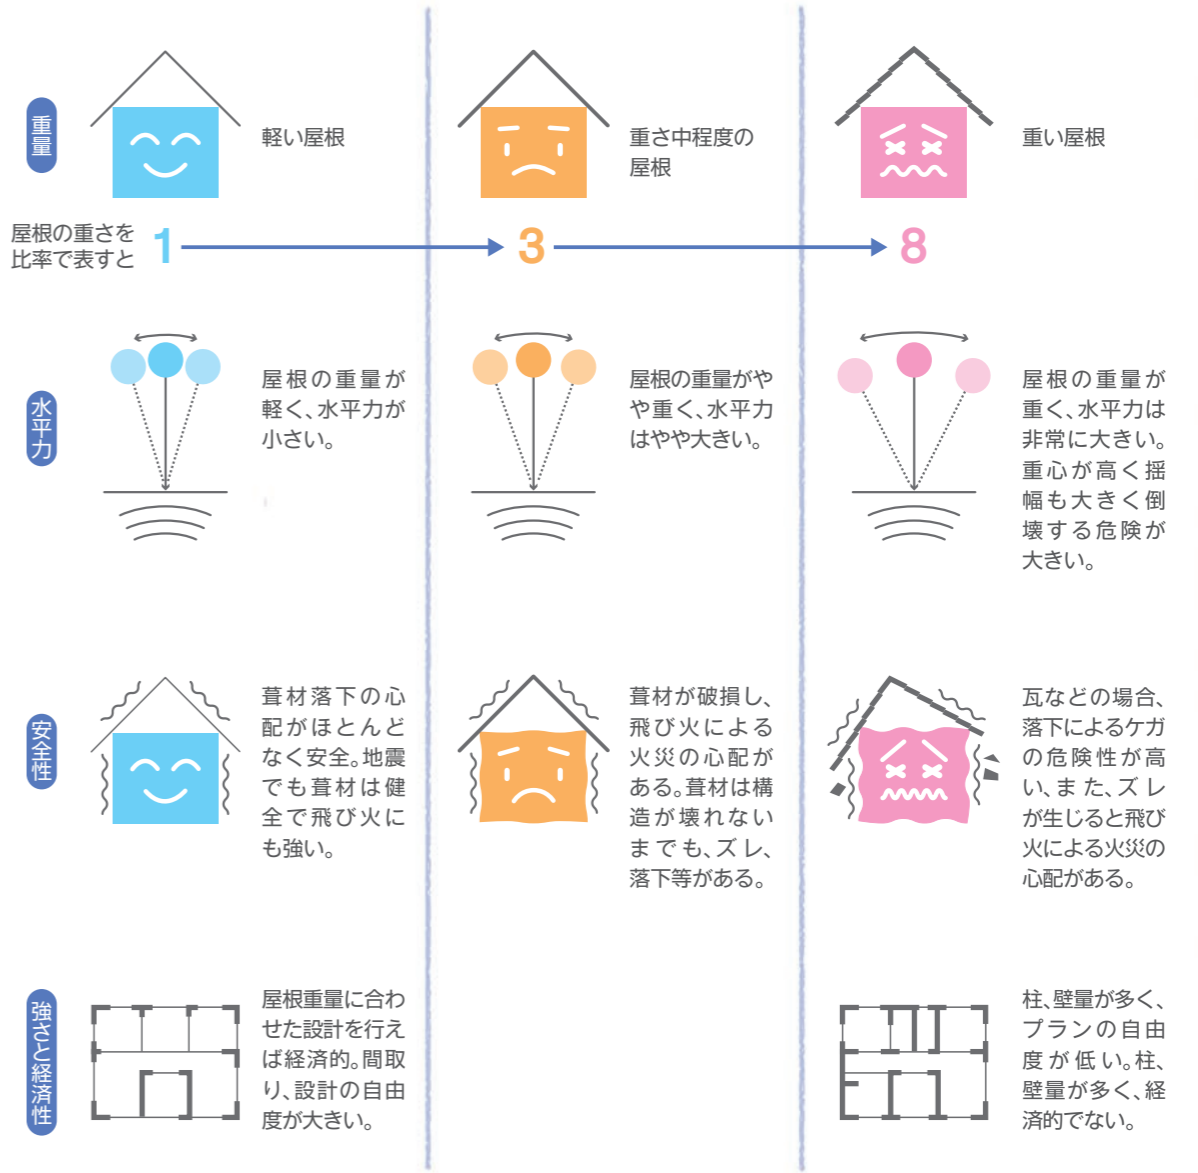 重量
軽い屋根
重さ中程度の
屋根
重い屋根
屋根の重さを
比率で表すと
1
3
8
水平力
屋根の重量が
軽く、水平力が
小さい。
屋根の重量がや
や重く、水平力
はやや大きい。
屋根の重量が
重く、水平力は
非常に大きい。
重心が高く揺
幅も大きく倒
壊する危険が
大きい。
安全性
葺材落下の心
配がほとんど
なく安全。地震
でも葺材は健
全で飛び火に
も強い。
葺材が破損し、
飛び火による
火災の心配が
ある。葺材は構
造が壊れない
までも、ズレ、
落下等がある。
瓦などの場合、
落下によるケガ
の危険性が高
い、また、ズレ
が生じると飛び
火による火災の
心配がある。
強さと経済性
屋根重量に合わ
せた設計を行え
ば経済的。間取
り、設計の自由
度が大きい。
柱、壁量が多く、
プランの自由
度が低い。柱、
壁量が多く、経
済的でない。